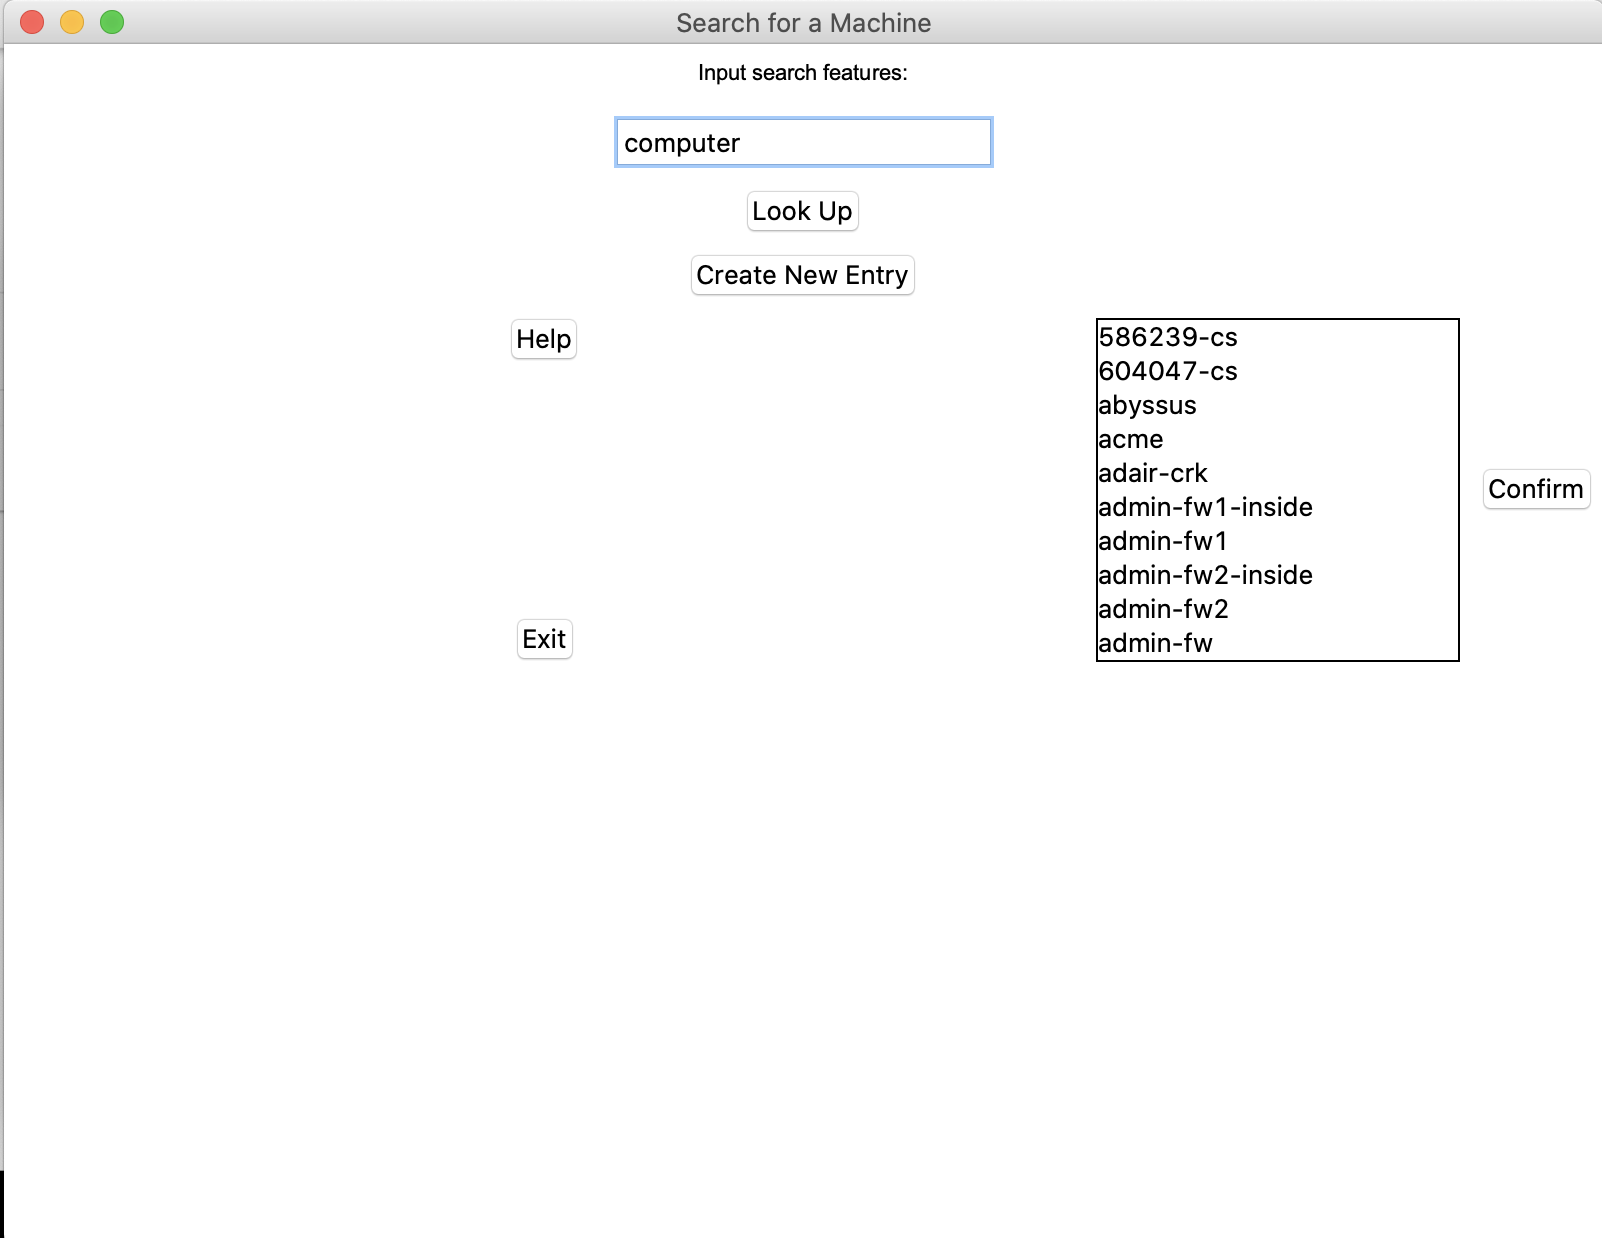 Search for a Machine
Input search features:
computer
Look Up
Create New Entry
Help
586239-cs
604047-cs
abyssus
acme
adair-crk
admin-fw1-inside
admin-fw1
admin-fw2-inside
admin-fw2
admin-fw
Confirm
Exit